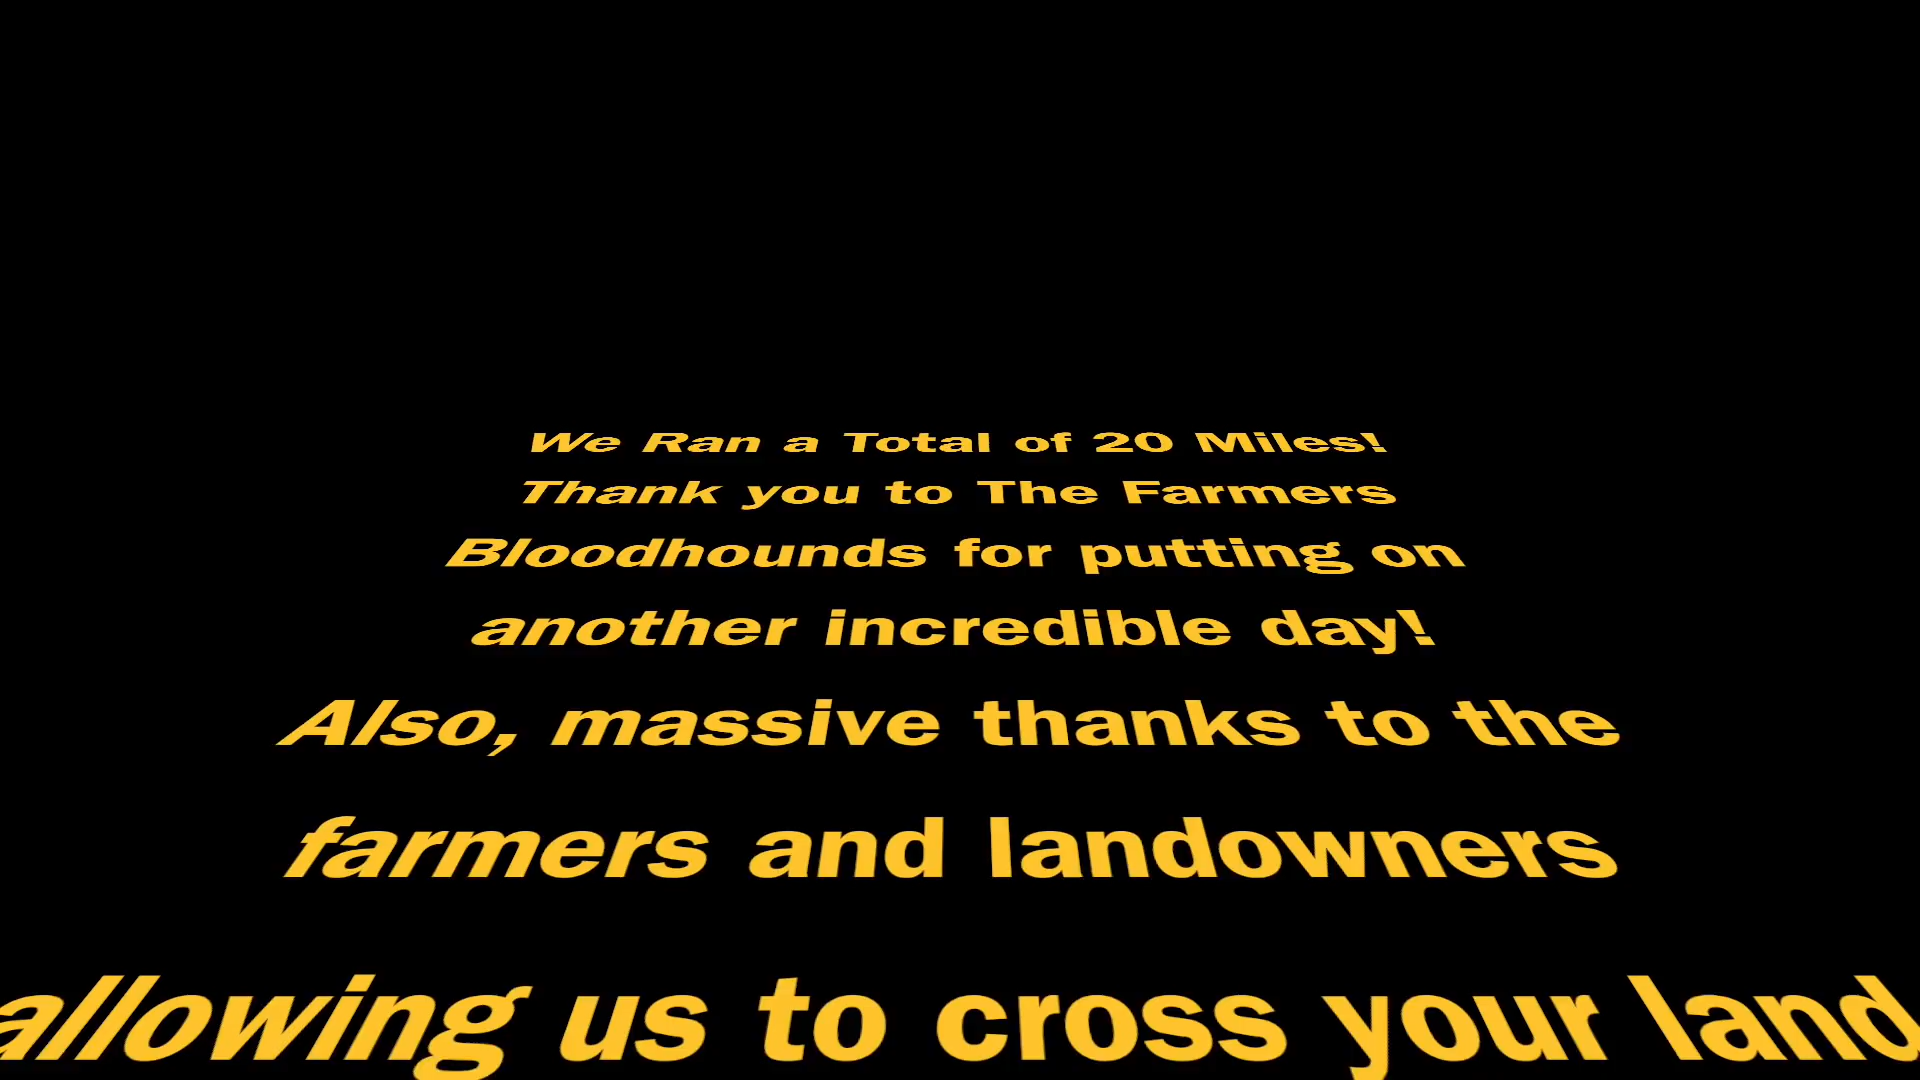 We Ran a Total of 20 Miles!
Thank you to The Farmers
Bloodhounds for putting on
another incredible day!
Also, massive thanks to the
farmers and landowners
allowing us to cross your land